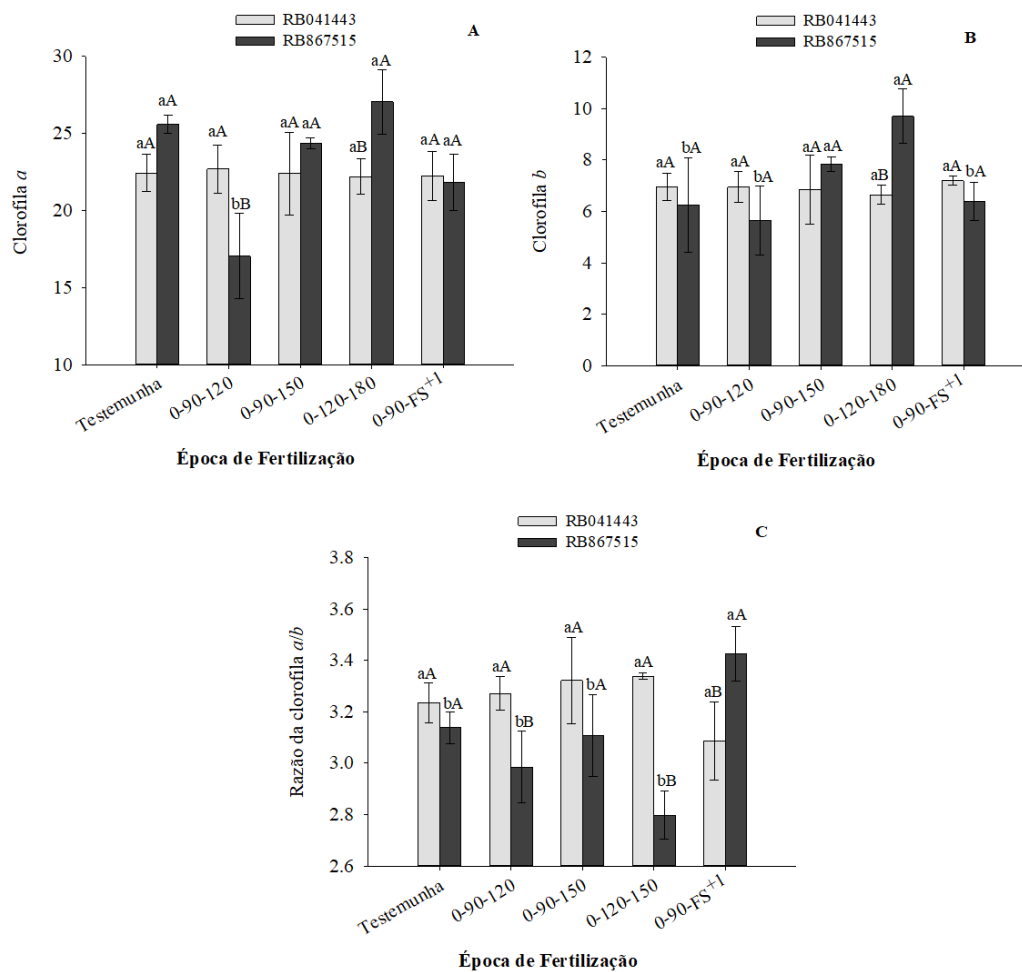 RB041443
RB867515
A
30
25
20
15
10
Clorofila a
aA
aA
aA
bB
aA
aA
aB
aA
aA
aA
Testemunha
0-90-120
0-90-150
0-120-180
0-90-FS+1
Época de Fertilização
RB041443
RB867515
B
12
10
8
6
4
2
0
Clorofila b
aA
bA
aA
bA
aA
aA
aB
aA
aA
bA
Testemunha
0-90-120
0-90-150
0-120-180
0-90-FS+1
Época de Fertilização
RB041443
RB867515
C
3.8
3.6
3.4
3.2
3.0
2.8
2.6
Razão da clorofila a/b
aA
bA
aA
bB
aA
bA
aA
bB
aB
aA
Testemunha
0-90-120
0-90-150
0-120-150
0-90-FS+1
Época de Fertilização